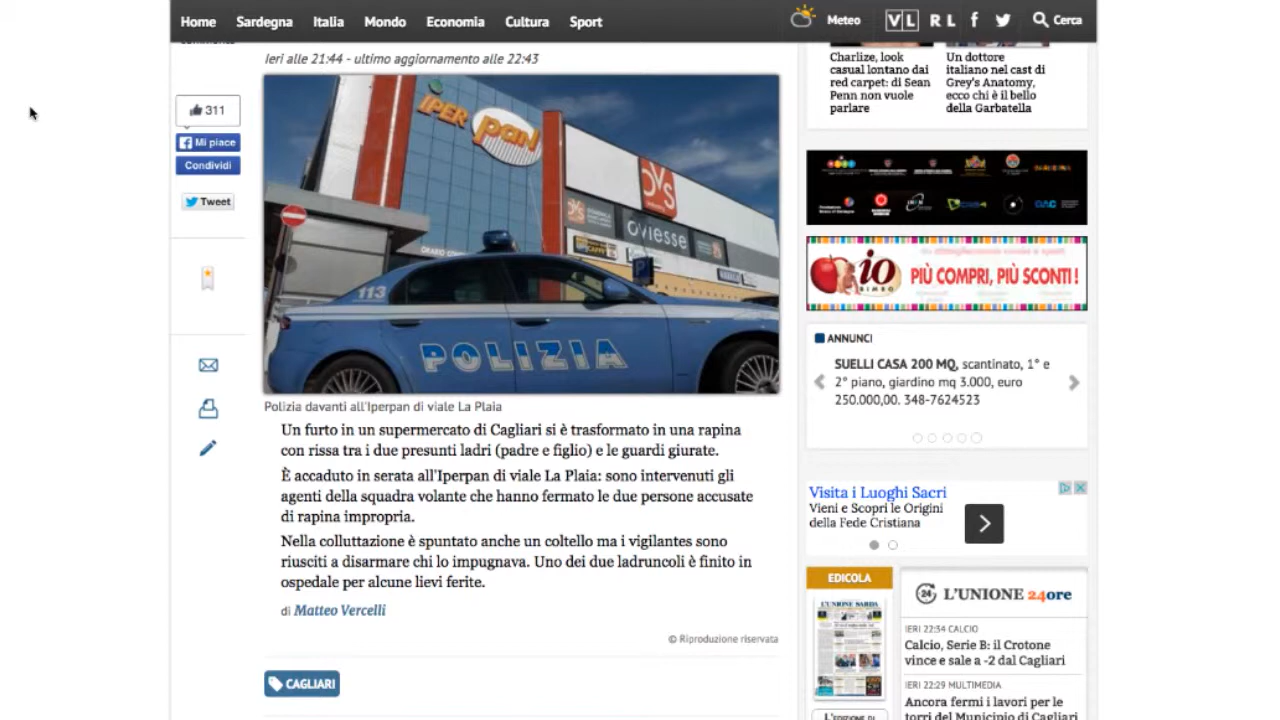 Home Sardegna Italia Mondo Economia Cultura Sport Meteo VL RL f Cerca
Ieri alle 21:44 - ultimo aggiornamento alle 22:43
311
Mi piace
Condividi
Tweet
IPER pan
OVS
industry
oviesse
113
POLIZIA
Polizia davanti all'Iperpan di viale La Plaia
Un furto in un supermercato di Cagliari si è trasformato in una rapina
con rissa tra i due presunti ladri (padre e figlio) e le guardi giurate.
È accaduto in serata all'Iperpan di viale La Plaia: sono intervenuti gli
agenti della squadra volante che hanno fermato le due persone accusate
di rapina impropria.
Nella colluttazione è spuntato anche un coltello ma i vigilantes sono
riusciti a disarmare chi lo impugnava. Uno dei due ladruncoli è finito in
ospedale per alcune lievi ferite.
di Matteo Vercelli
© Riproduzione riservata
CAGLIARI
Charlize, look
casual lontano dai
red carpet: di Sean
Penn non vuole
parlare
Un dottore
italiano nel cast di
Grey's Anatomy,
ecco chi è il bello
della Garbatella
io
BIMBO
PIÙ COMPRI, PIÙ SCONTI!
ANNUNCI
SUELLI CASA 200 MQ, scantinato, 1° e
2° piano, giardino mq 3.000, euro
250.000,00. 348-7624523
Visita i Luoghi Sacri
Vieni e Scopri le Origini
della Fede Cristiana
EDICOLA
L'UNIONE SARDA
L'EDIZIONE DI
24 L'UNIONE 24ore
IERI 22:34 CALCIO
Calcio, Serie B: il Crotone
vince e sale a -2 dal Cagliari
IERI 22:29 MULTIMEDIA
Ancora fermi i lavori per le
torri del Municipio di Cagliari